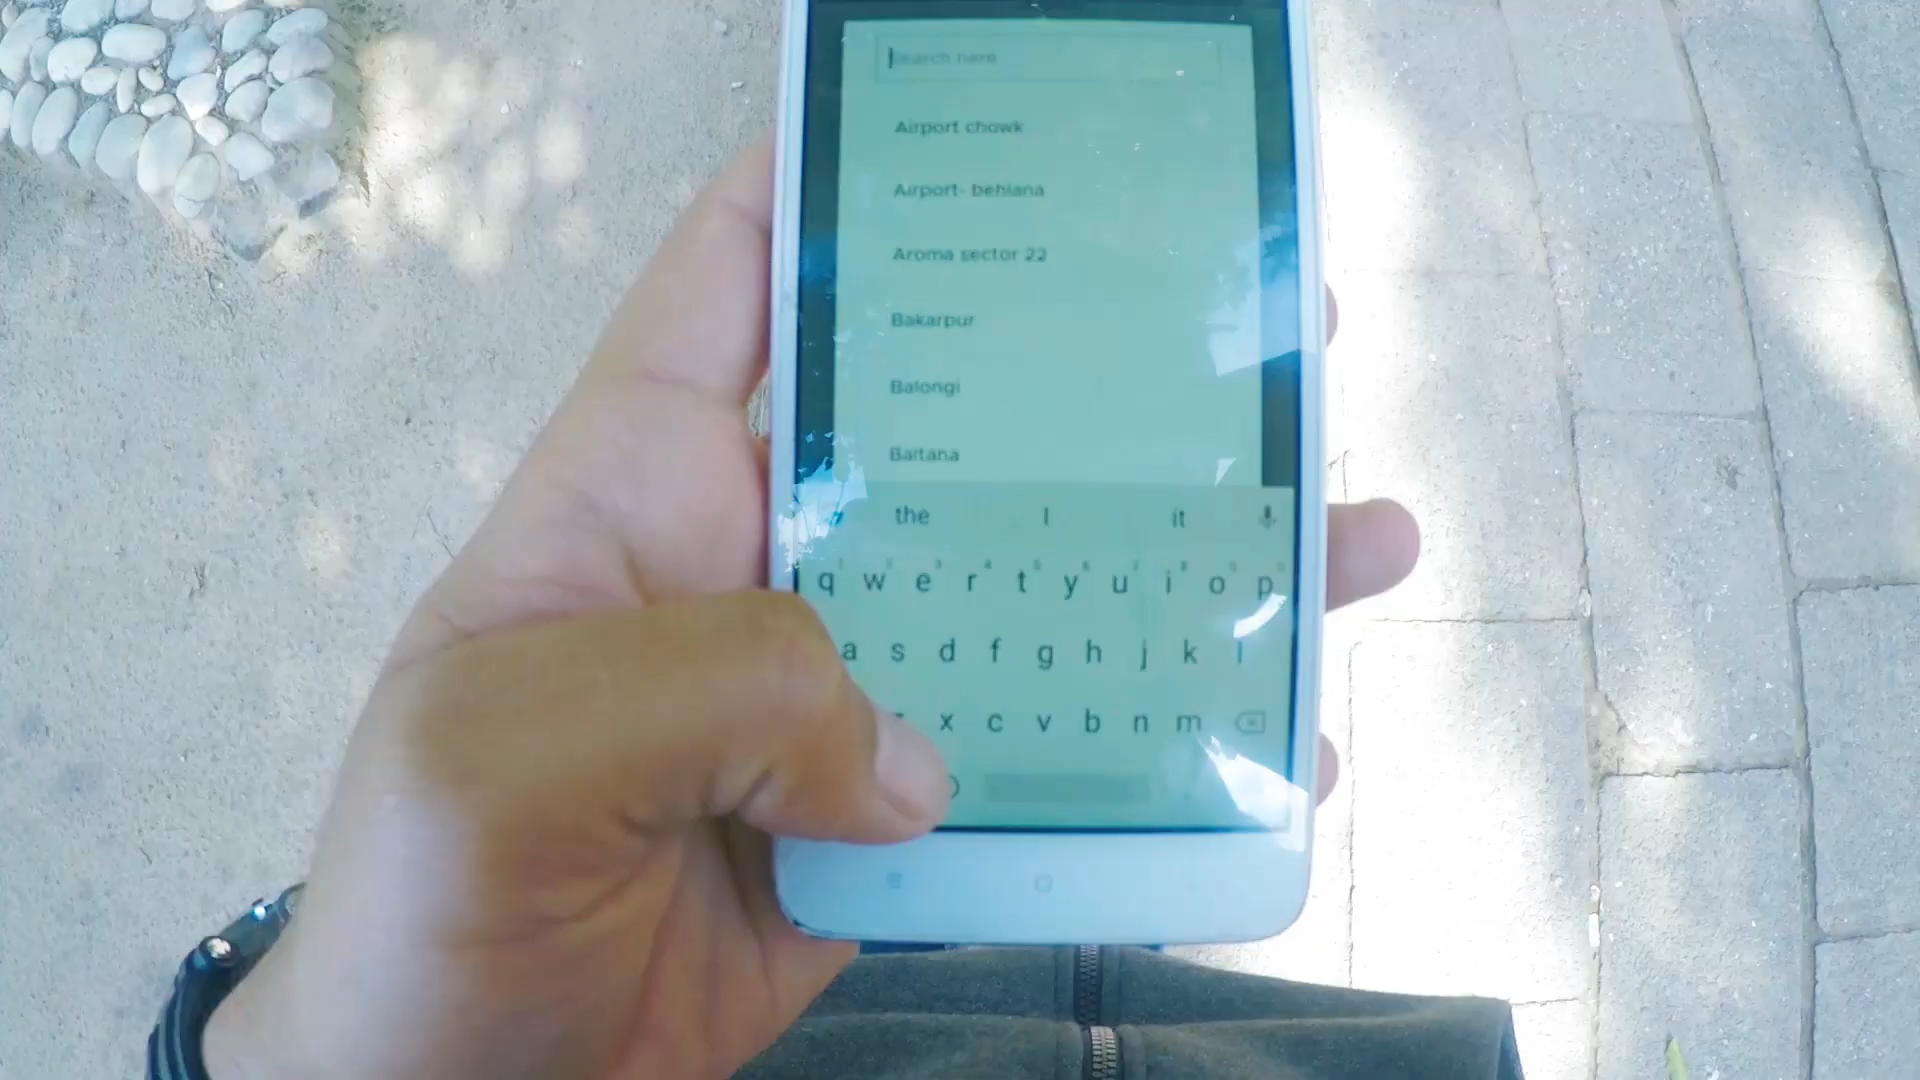 Search here
Airport chowk
Airport- behlana
Aroma sector 22
Bakarpur
Balongi
Baltana
the I it
q w e r t y u i o p
a s d f g h j k l
z x c v b n m